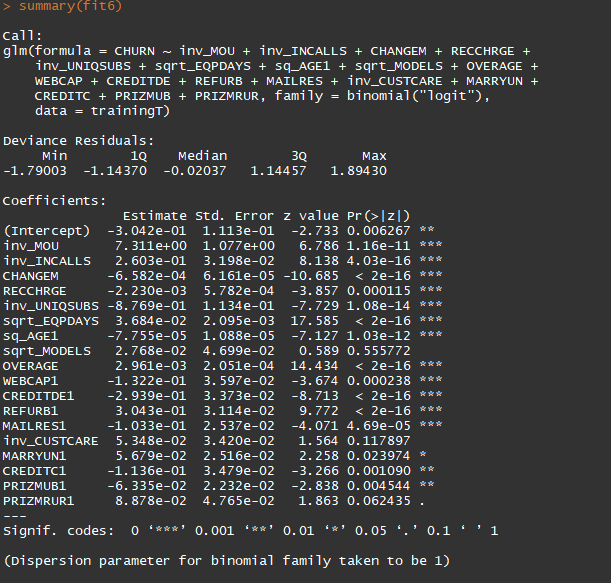 > summary(fit6)
Call:
glm(formula = CHURN ~ inv_MOU + inv_INCALLS + CHANGEM + RECCHRGE +
    inv_UNIQSUBS + sqrt_EQPDAYS + sq_AGE1 + sqrt_MODELS + OVERAGE +
    WEBCAP + CREDITDE + REFURB + MAILRES + inv_CUSTCARE + MARRYUN +
    CREDITC + PRIZMUB + PRIZMRUR, family = binomial("logit"),
    data = trainingT)
Deviance Residuals:
     Min       1Q   Median       3Q      Max
-1.79003 -1.14370 -0.02037  1.14457  1.89430
Coefficients:
               Estimate Std. Error z value Pr(>|z|)
(Intercept)  -3.042e-01  1.113e-01  -2.733 0.006267 **
inv_MOU       7.311e+00  1.077e+00   6.786 1.16e-11 ***
inv_INCALLS   2.603e-01  3.198e-02   8.138 4.03e-16 ***
CHANGEM      -6.582e-04  6.161e-05 -10.685  < 2e-16 ***
RECCHRGE     -2.230e-03  5.782e-04  -3.857 0.000115 ***
inv_UNIQSUBS -8.769e-01  1.134e-01  -7.729 1.08e-14 ***
sqrt_EQPDAYS  3.684e-02  2.095e-03  17.585  < 2e-16 ***
sq_AGE1      -7.755e-05  1.088e-05  -7.127 1.03e-12 ***
sqrt_MODELS   2.768e-02  4.699e-02   0.589 0.555772
OVERAGE       2.961e-03  2.051e-04  14.434  < 2e-16 ***
WEBCAP1      -1.322e-01  3.597e-02  -3.674 0.000238 ***
CREDITDE1    -2.939e-01  3.373e-02  -8.713  < 2e-16 ***
REFURB1       3.043e-01  3.114e-02   9.772  < 2e-16 ***
MAILRES1     -1.033e-01  2.537e-02  -4.071 4.69e-05 ***
inv_CUSTCARE  5.348e-02  3.420e-02   1.564 0.117897
MARRYUN1      5.679e-02  2.516e-02   2.258 0.023974 *
CREDITC1     -1.136e-01  3.479e-02  -3.266 0.001090 **
PRIZMUB1     -6.335e-02  2.232e-02  -2.838 0.004544 **
PRIZMRUR1     8.878e-02  4.765e-02   1.863 0.062435 .
---
Signif. codes:  0 ‘***’ 0.001 ‘**’ 0.01 ‘*’ 0.05 ‘.’ 0.1 ‘ ’ 1
(Dispersion parameter for binomial family taken to be 1)